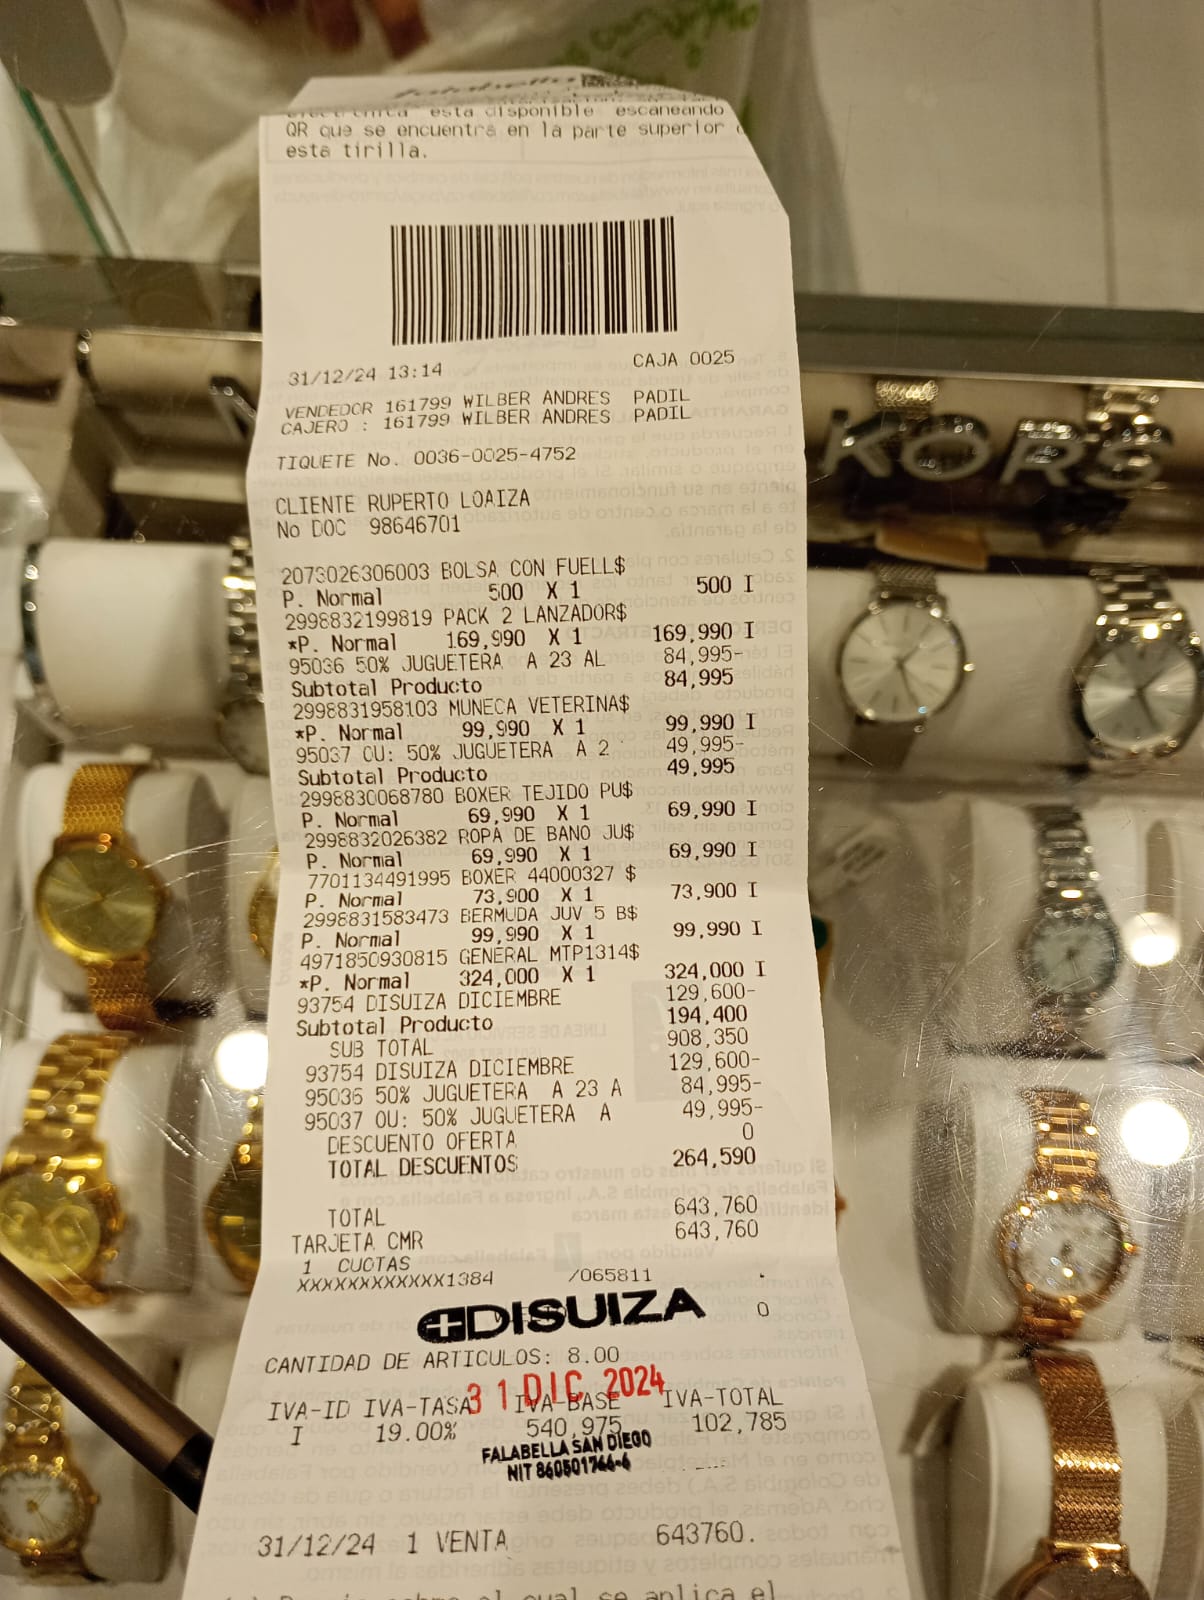 esta disponible escaneando
QR que se encuentra en la parte superior
esta tirilla.
31/12/24 13:14 CAJA 0025
VENDEDOR 161799 WILBER ANDRES PADIL
CAJERO : 161799 WILBER ANDRES PADIL
TIQUETE No. 0036-0025-4752
CLIENTE RUPERTO LOAIZA
No DOC 98646701
2073026306003 BOLSA CON FUELL$
P. Normal 500 X 1 500 I
2998832199819 PACK 2 LANZADOR$
*P. Normal 169,990 X 1 169,990 I
95036 50% JUGUETERA A 23 AL 84,995-
Subtotal Producto 84,995
2998831958103 MUNECA VETERINA$
*P. Normal 99,990 X 1 99,990 I
95037 OU: 50% JUGUETERA A 2 49,995-
Subtotal Producto 49,995
2998830068780 BOXER TEJIDO PU$
P. Normal 69,990 X 1 69,990 I
2998832026382 ROPA DE BANO JU$
P. Normal 69,990 X 1 69,990 I
7701134491995 BOXER 44000327 $
P. Normal 73,900 X 1 73,900 I
2998831583473 BERMUDA JUV 5 B$
P. Normal 99,990 X 1 99,990 I
4971850930815 GENERAL MTP1314$
*P. Normal 324,000 X 1 324,000 I
93754 DISUIZA DICIEMBRE 129,600-
Subtotal Producto 194,400
SUB TOTAL 908,350
93754 DISUIZA DICIEMBRE 129,600-
95036 50% JUGUETERA A 23 A 84,995-
95037 OU: 50% JUGUETERA A 49,995-
DESCUENTO OFERTA 0
TOTAL DESCUENTOS 264,590
TOTAL 643,760
TARJETA CMR 643,760
1 CUOTAS
XXXXXXXXXXXX1384 /065811
DISUIZA 0
CANTIDAD DE ARTICULOS: 8.00
31 DIC 2024
IVA-ID IVA-TASA IVA-BASE IVA-TOTAL
I 19.00% 540,975 102,785
FALABELLA SAN DIEGO
NIT 860501766-6
31/12/24 1 VENTA 643760.
el cual se aplica el
KORS